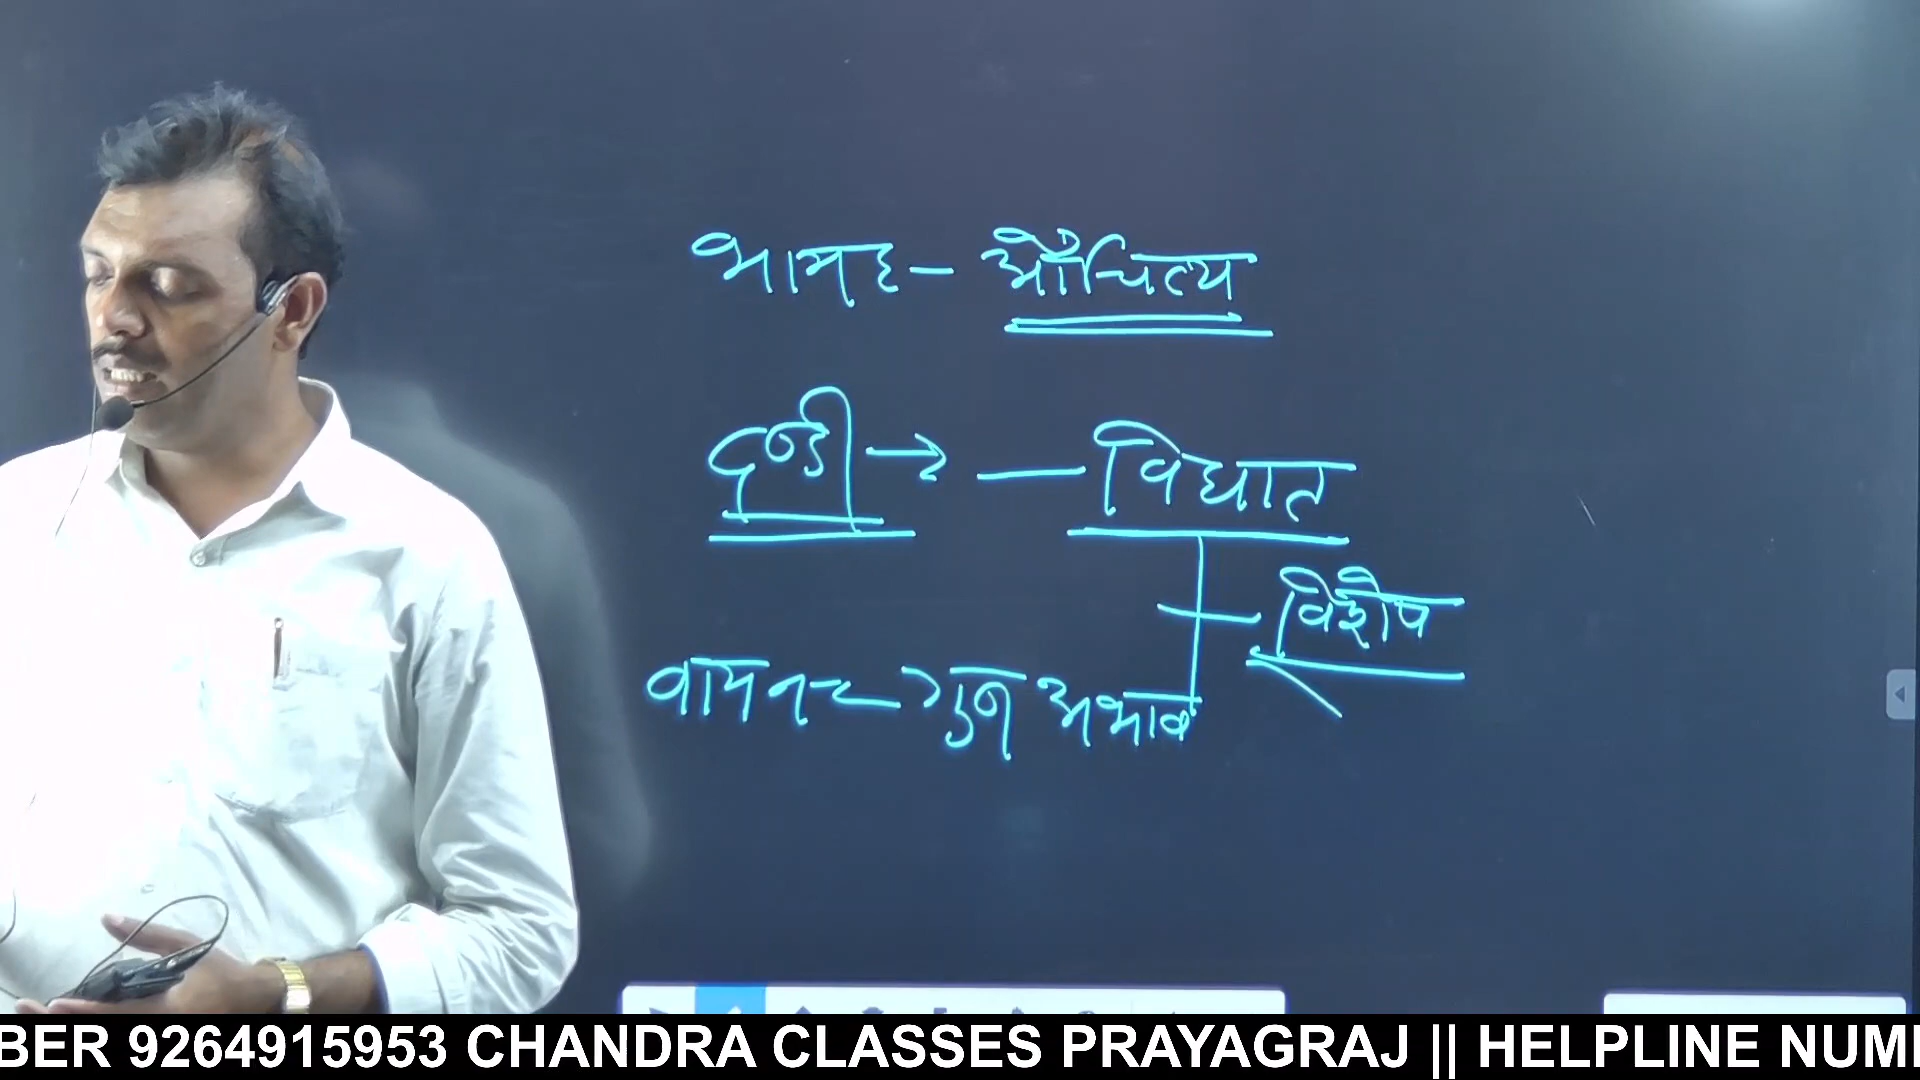 भामह – औचित्य
दण्डी → — विघात
विशेष
वामन – गुण अभाव
BER 9264915953 CHANDRA CLASSES PRAYAGRAJ || HELPLINE NUM